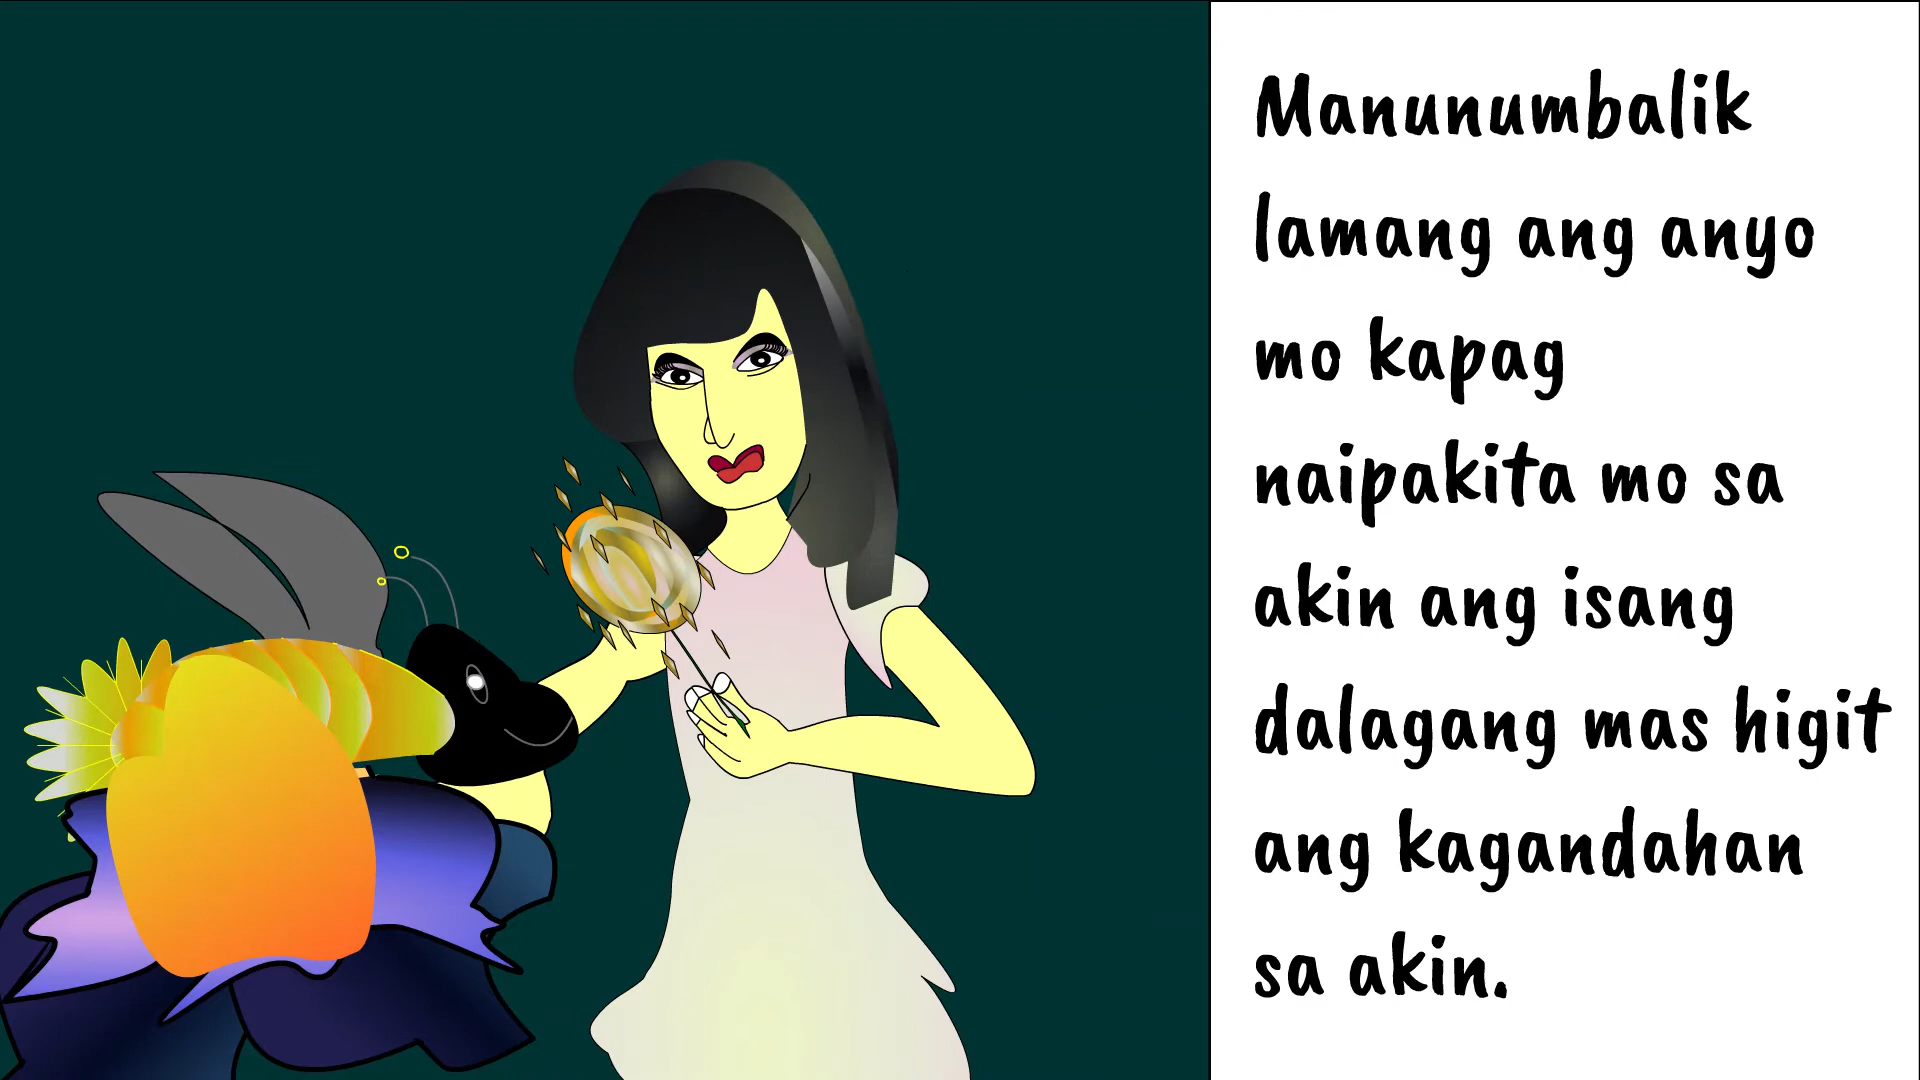 Manunumbalik
lamang ang anyo
mo kapag
naipakita mo sa
akin ang isang
dalagang mas higit
ang kagandahan
sa akin.